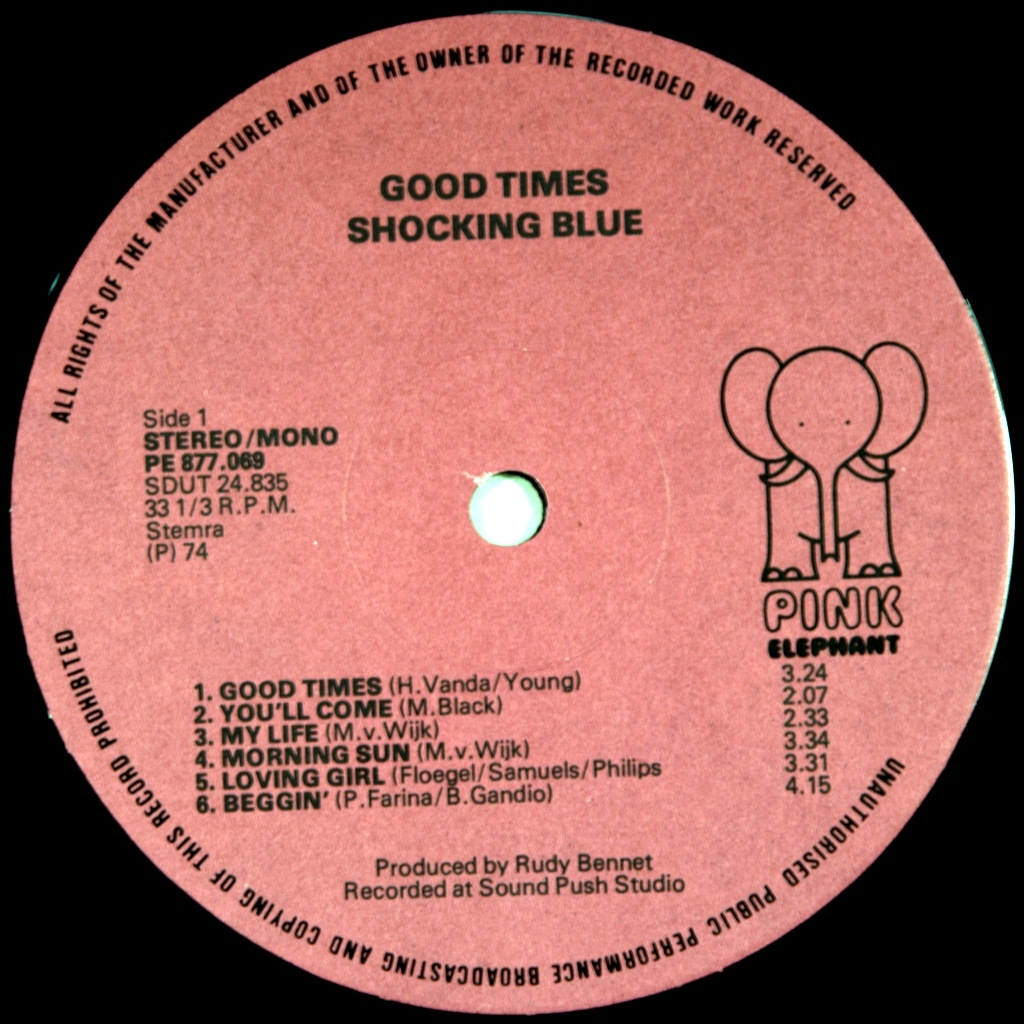 ALL RIGHTS OF THE MANUFACTURER AND OF THE OWNER OF THE RECORDED WORK RESERVED
GOOD TIMES
SHOCKING BLUE
Side 1
STEREO/MONO
PE 877.069
SDUT 24.835
33 1/3 R.P.M.
Stemra
(P) 74
PINK
ELEPHANT
1. GOOD TIMES (H.Vanda/Young) 3.24
2. YOU'LL COME (M.Black) 2.07
3. MY LIFE (M.v.Wijk) 2.33
4. MORNING SUN (M.v.Wijk) 3.34
5. LOVING GIRL (Floegel/Samuels/Philips 3.31
6. BEGGIN' (P.Farina/B.Gandio) 4.15
Produced by Rudy Bennet
Recorded at Sound Push Studio
UNAUTHORISED PUBLIC PERFORMANCE BROADCASTING AND COPYING OF THIS RECORD PROHIBITED